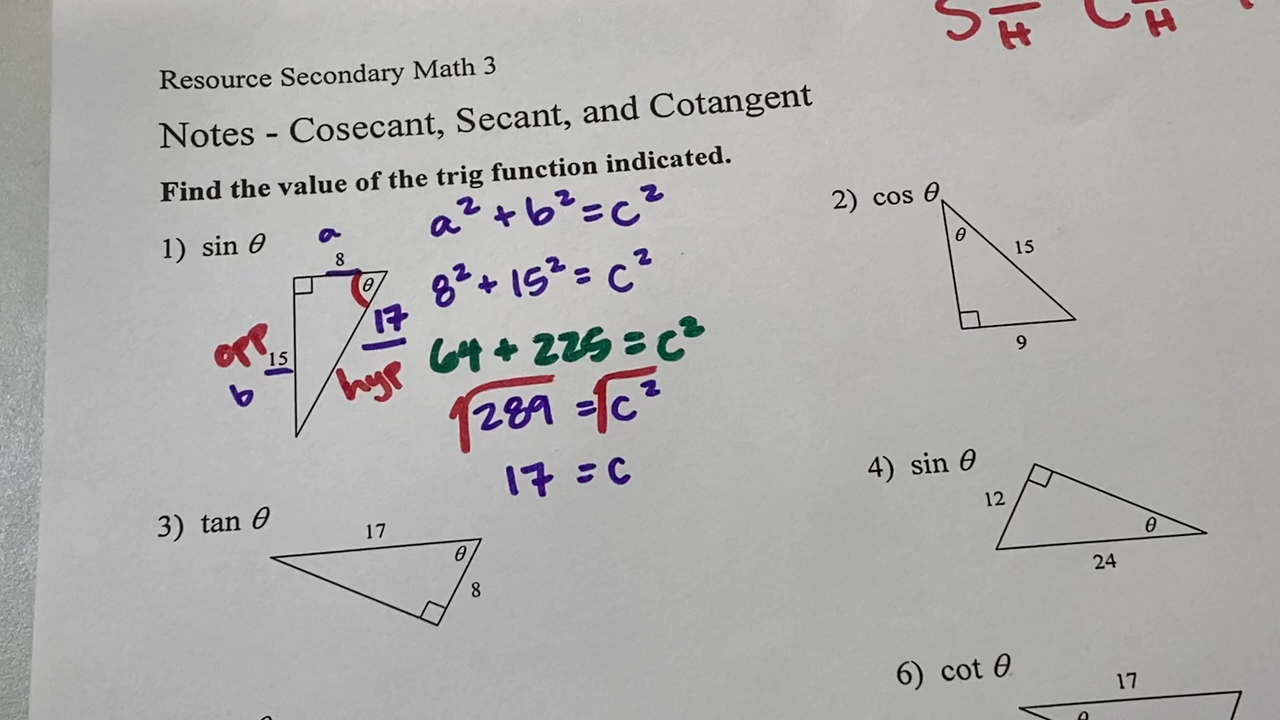 S H C H
Resource Secondary Math 3
Notes - Cosecant, Secant, and Cotangent
Find the value of the trig function indicated.
1) sin θ
a
8
θ
15
opp
b
17
hyp
a² + b² = c²
8² + 15² = c²
64 + 225 = c²
√289 = √c²
17 = c
2) cos θ
θ
15
9
3) tan θ
17
θ
8
4) sin θ
12
θ
24
6) cot θ
17
θ